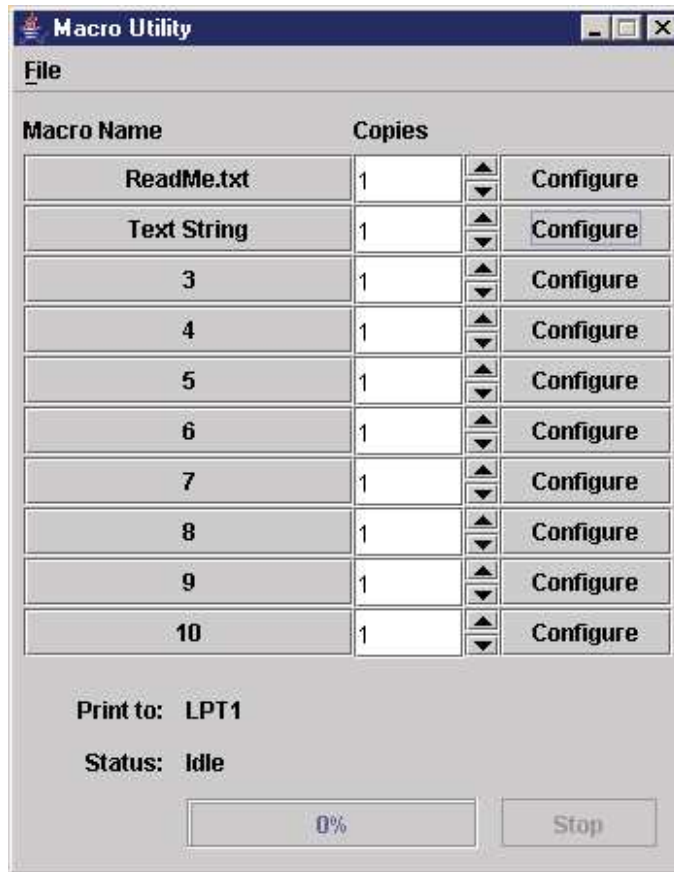 Macro Utility
File
Macro Name Copies
ReadMe.txt 1 Configure
Text String 1 Configure
3 1 Configure
4 1 Configure
5 1 Configure
6 1 Configure
7 1 Configure
8 1 Configure
9 1 Configure
10 1 Configure
Print to: LPT1
Status: Idle
0% Stop